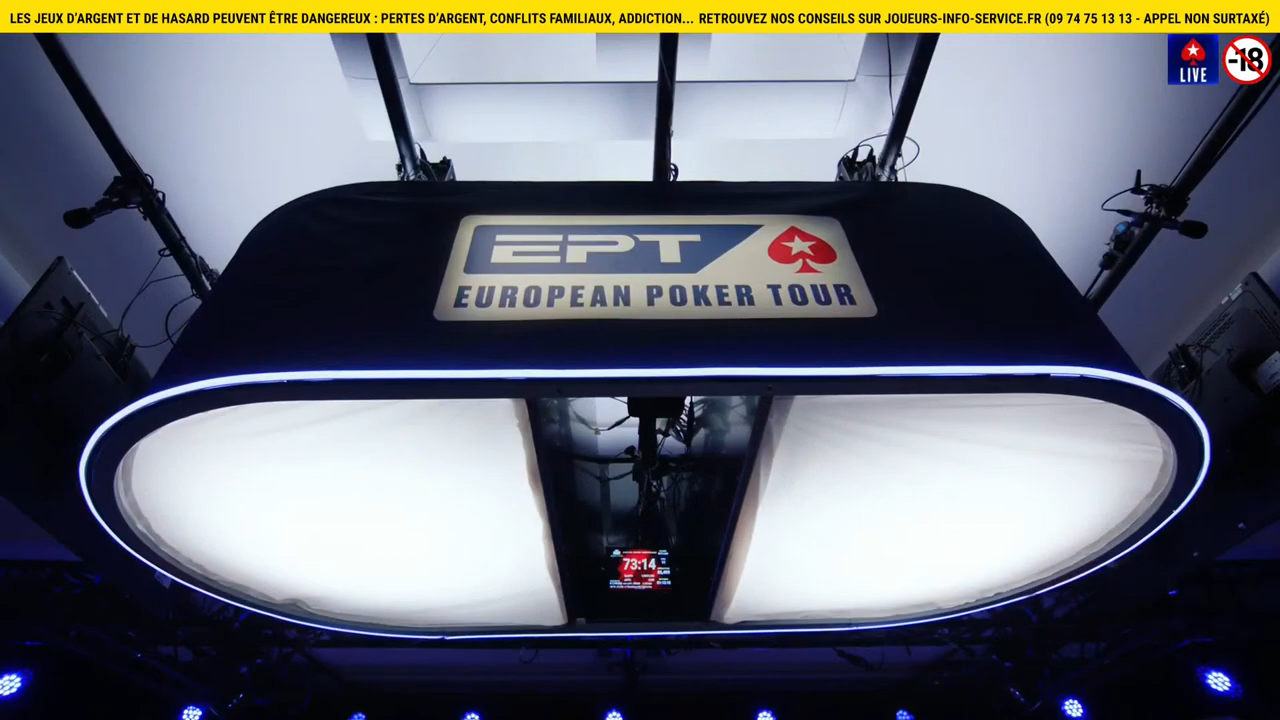 LES JEUX D'ARGENT ET DE HASARD PEUVENT ÊTRE DANGEREUX : PERTES D'ARGENT, CONFLITS FAMILIAUX, ADDICTION... RETROUVEZ NOS CONSEILS SUR JOUEURS-INFO-SERVICE.FR (09 74 75 13 13 - APPEL NON SURTAXÉ)
LIVE
-18
EPT
EUROPEAN POKER TOUR
73:14